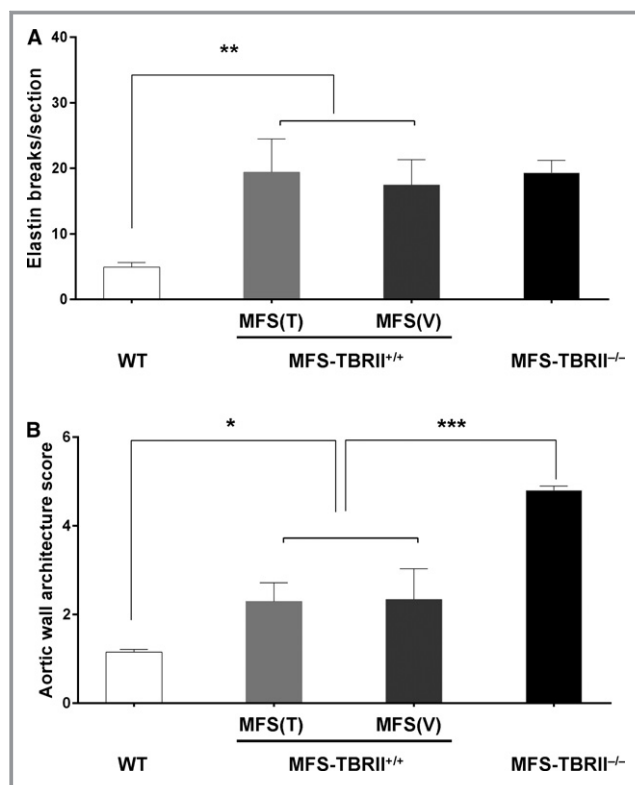 A
40
**
30
Elastin breaks/section
20
10
0
MFS(T) MFS(V)
WT MFS-TBRII+/+ MFS-TBRII−/−
B
6
* ***
Aortic wall architecture score
4
2
0
MFS(T) MFS(V)
WT MFS-TBRII+/+ MFS-TBRII−/−